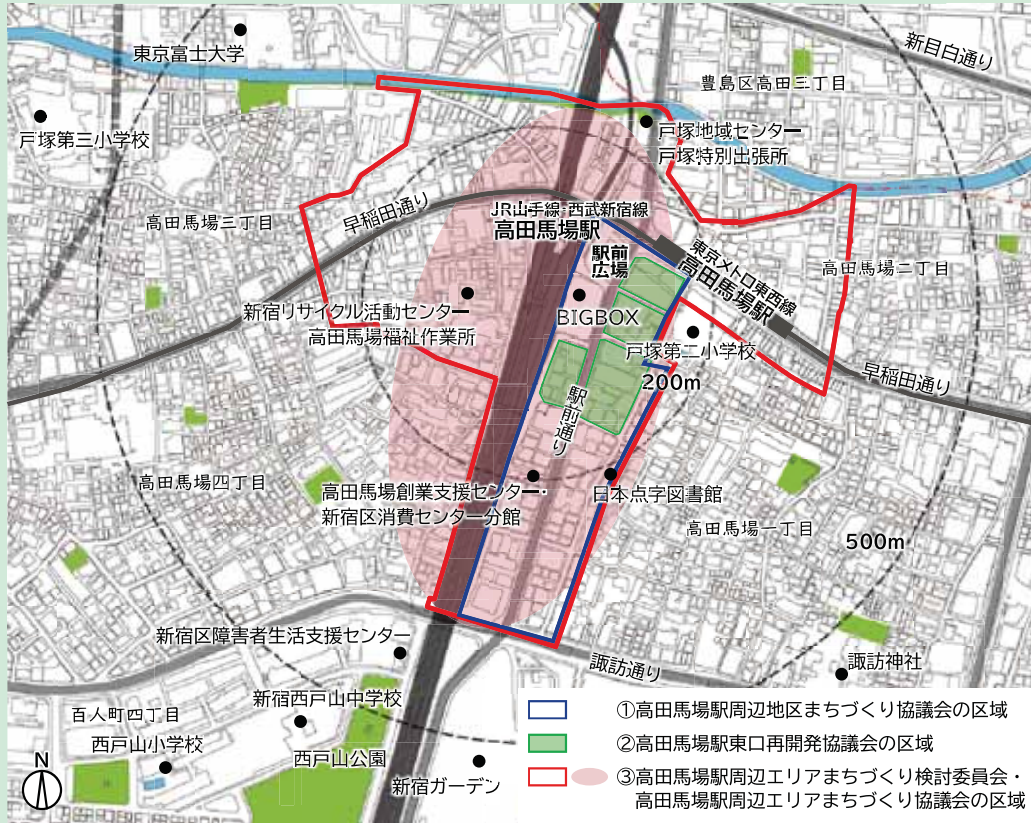 東京富士大学
新目白通り
豊島区高田三丁目
戸塚第三小学校
戸塚地域センター
戸塚特別出張所
高田馬場三丁目
早稲田通り
JR山手線・西武新宿線
高田馬場駅
駅前
広場
東京メトロ東西線
高田馬場駅
高田馬場二丁目
新宿リサイクル活動センター
高田馬場福祉作業所
BIGBOX
戸塚第二小学校
200m
早稲田通り
駅前通り
高田馬場四丁目
高田馬場創業支援センター・
新宿区消費センター分館
日本点字図書館
高田馬場一丁目
500m
新宿区障害者生活支援センター
諏訪通り
諏訪神社
新宿西戸山中学校
百人町四丁目
西戸山小学校
西戸山公園
新宿ガーデン
N
①高田馬場駅周辺地区まちづくり協議会の区域
②高田馬場駅東口再開発協議会の区域
③高田馬場駅周辺エリアまちづくり検討委員会・
高田馬場駅周辺エリアまちづくり協議会の区域